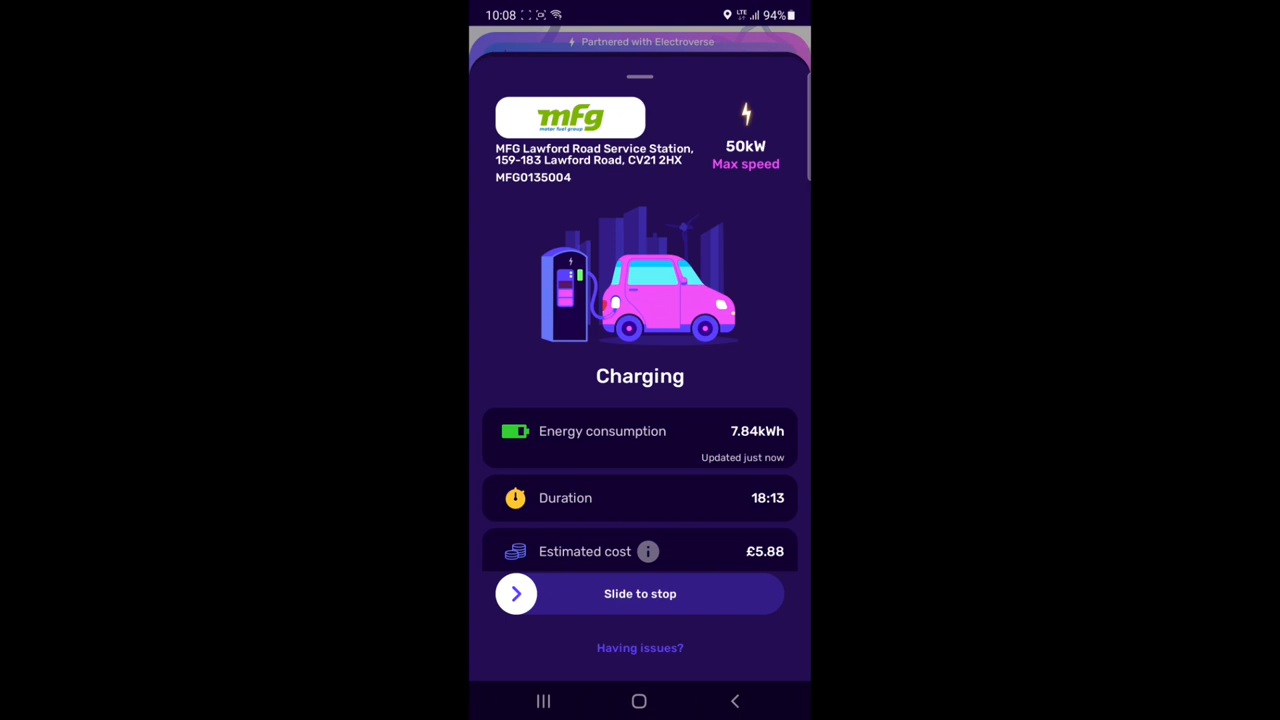 10:08
LTE
94%
Partnered with Electroverse
mfg
motor fuel group
50kW
Max speed
MFG Lawford Road Service Station,
159-183 Lawford Road, CV21 2HX
MFG0135004
Charging
Energy consumption 7.84kWh
Updated just now
Duration 18:13
Estimated cost i £5.88
Slide to stop
Having issues?